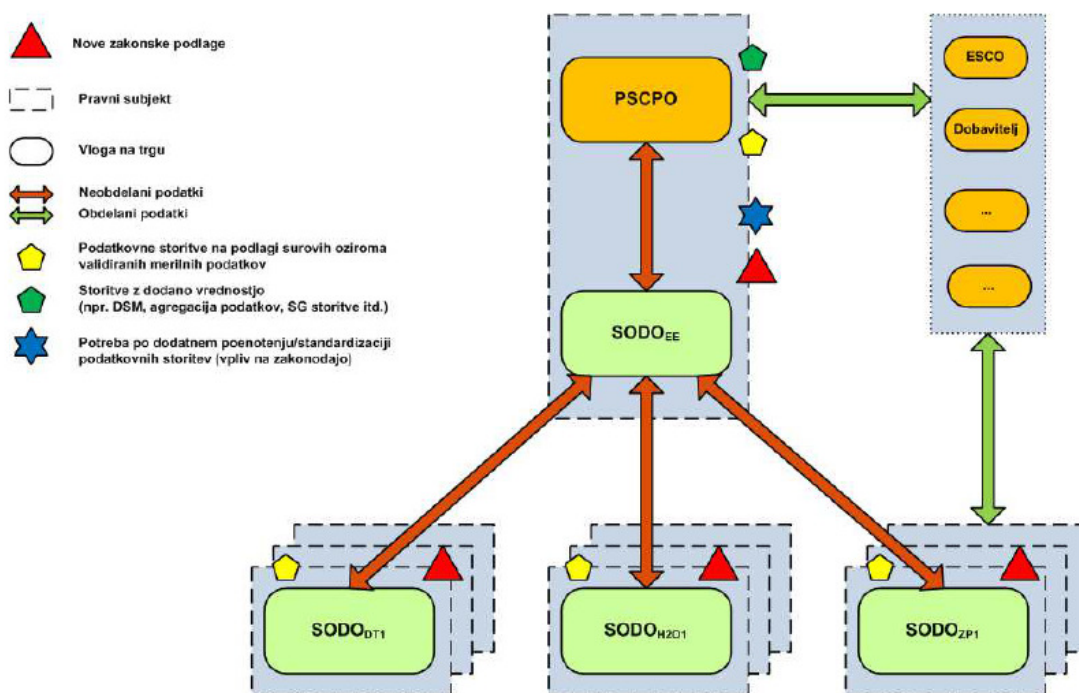 Nove zakonske podlage
Pravni subjekt
Vloga na trgu
Neobdelani podatki
Obdelani podatki
Podatkovne storitve na podlagi surovih oziroma
validiranih merilnih podatkov
Storitve z dodano vrednostjo
(npr. DSM, agregacija podatkov, SG storitve itd.)
Potreba po dodatnem poenotenju/standardizaciji
podatkovnih storitev (vpliv na zakonodajo)
PSCPO
SODOEE
ESCO
Dobavitelj
...
...
SODODT1
SODOH2O1
SODOZP1